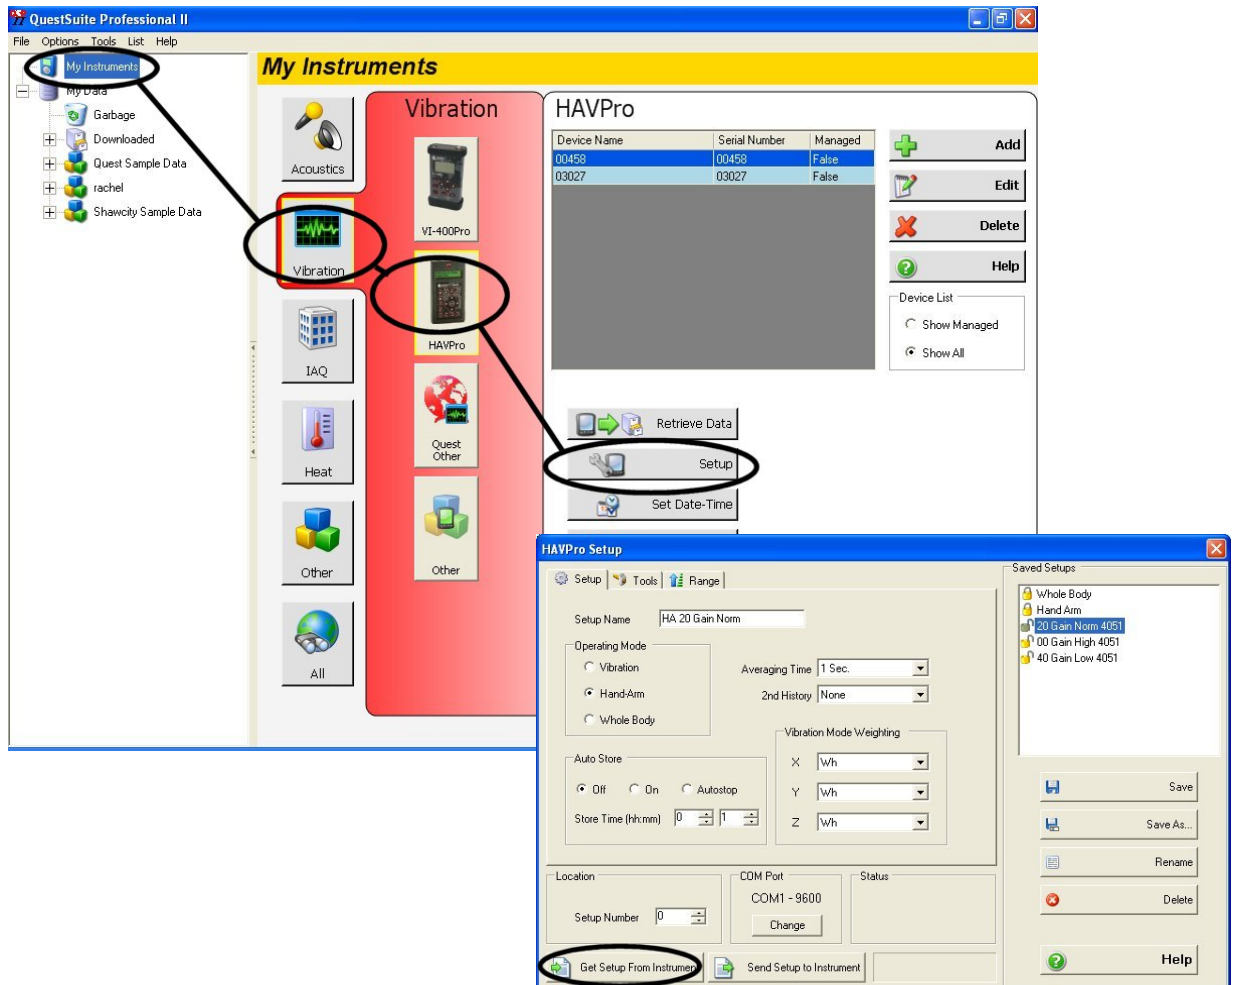 QuestSuite Professional II
File Options Tools List Help
My Instruments
My Data
Garbage
Downloaded
Quest Sample Data
rachel
Shawcity Sample Data
My Instruments
Acoustics
Vibration
IAQ
Heat
Other
All
Vibration
VI-400Pro
HAVPro
Quest
Other
Other
HAVPro
Device Name Serial Number Managed
00458 00458 False
03027 03027 False
Add
Edit
Delete
Help
Device List
Show Managed
Show All
Retrieve Data
Setup
Set Date-Time
HAVPro Setup
Setup Tools Range
Setup Name HA 20 Gain Norm
Operating Mode
Vibration
Hand-Arm
Whole Body
Averaging Time 1 Sec.
2nd History None
Vibration Mode Weighting
X Wh
Y Wh
Z Wh
Auto Store
Off On Autostop
Store Time (hh:mm) 0 1
Location
Setup Number 0
COM Port
COM1 - 9600
Change
Status
Get Setup From Instrumen
Send Setup to Instrument
Saved Setups
Whole Body
Hand Arm
20 Gain Norm 4051
00 Gain High 4051
40 Gain Low 4051
Save
Save As...
Rename
Delete
Help